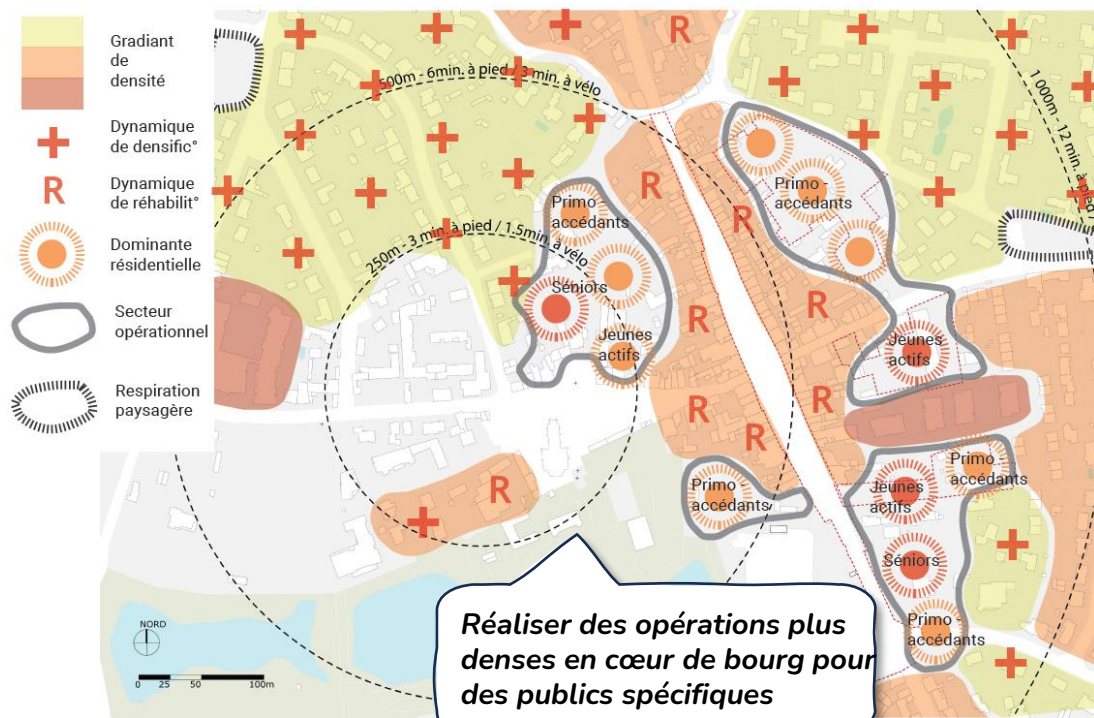 Gradiant
de
densité
Dynamique
de densific°
R
Dynamique
de réhabilit°
Dominante
résidentielle
Secteur
opérationnel
Respiration
paysagère
500m - 6min. à pied / 3 min. à vélo
250m - 3 min. à pied / 1.5min. à vélo
1 000m - 12 min. à pied /
R
R
R
R
R
R
R
R
R
Primo -
accédants
Séniors
Jeunes
actifs
Primo -
accédants
Jeunes
actifs
Primo -
accédants
Jeunes
actifs
Primo -
accédants
Séniors
Primo -
accédants
NORD
0 25 50 100m
Réaliser des opérations plus
denses en cœur de bourg pour
des publics spécifiques